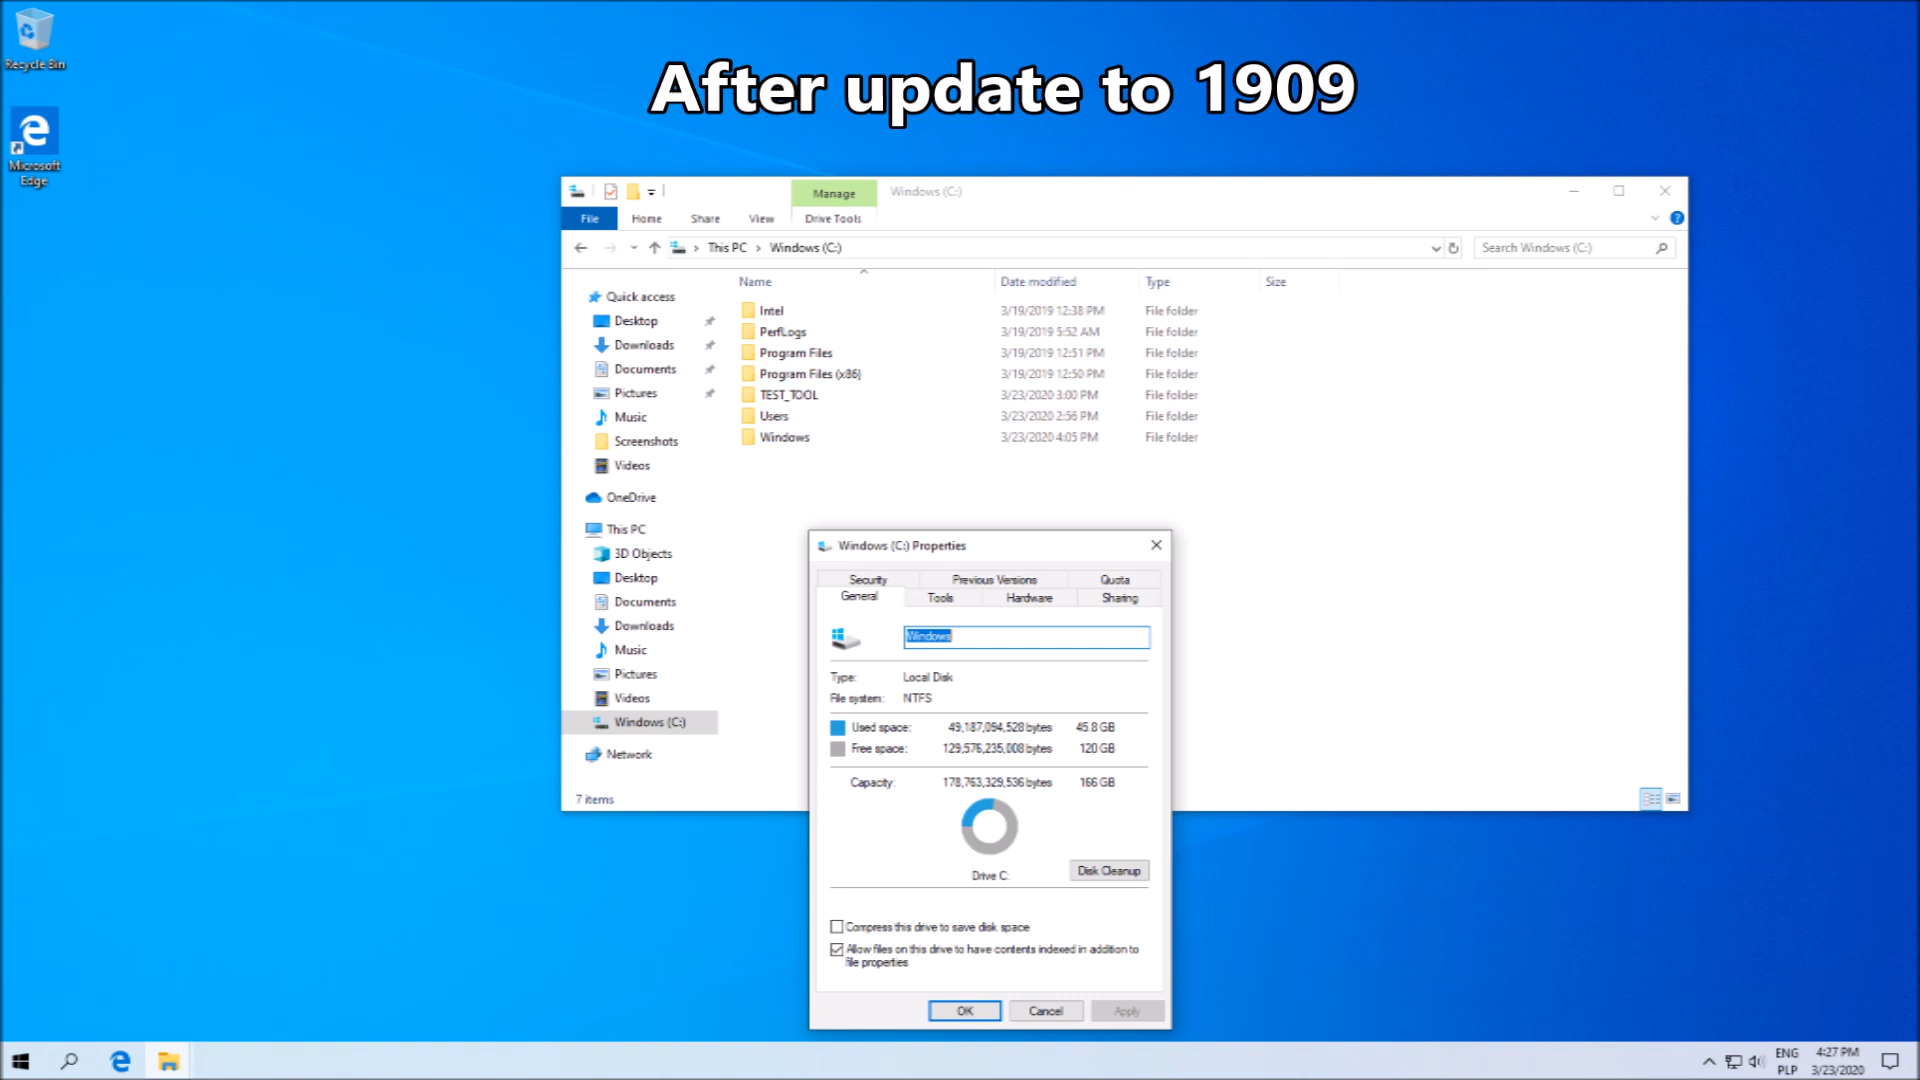 Recycle Bin
Microsoft
Edge
After update to 1909
Manage
Windows (C:)
File
Home
Share
View
Drive Tools
This PC > Windows (C:)
Search Windows (C:)
Name
Date modified
Type
Size
Intel 3/19/2019 12:38 PM File folder
PerfLogs 3/19/2019 5:52 AM File folder
Program Files 3/19/2019 12:51 PM File folder
Program Files (x86) 3/19/2019 12:50 PM File folder
TEST_TOOL 3/23/2020 3:00 PM File folder
Users 3/23/2020 2:56 PM File folder
Windows 3/23/2020 4:05 PM File folder
Quick access
Desktop
Downloads
Documents
Pictures
Music
Screenshots
Videos
OneDrive
This PC
3D Objects
Desktop
Documents
Downloads
Music
Pictures
Videos
Windows (C:)
Network
7 items
Windows (C:) Properties
Security
Previous Versions
Quota
General
Tools
Hardware
Sharing
Windows
Type: Local Disk
File system: NTFS
Used space: 49,187,094,528 bytes 45.8 GB
Free space: 129,576,235,008 bytes 120 GB
Capacity: 178,763,329,536 bytes 166 GB
Drive C:
Disk Cleanup
Compress this drive to save disk space
Allow files on this drive to have contents indexed in addition to
file properties
OK
Cancel
Apply
ENG
PLP
4:27 PM
3/23/2020